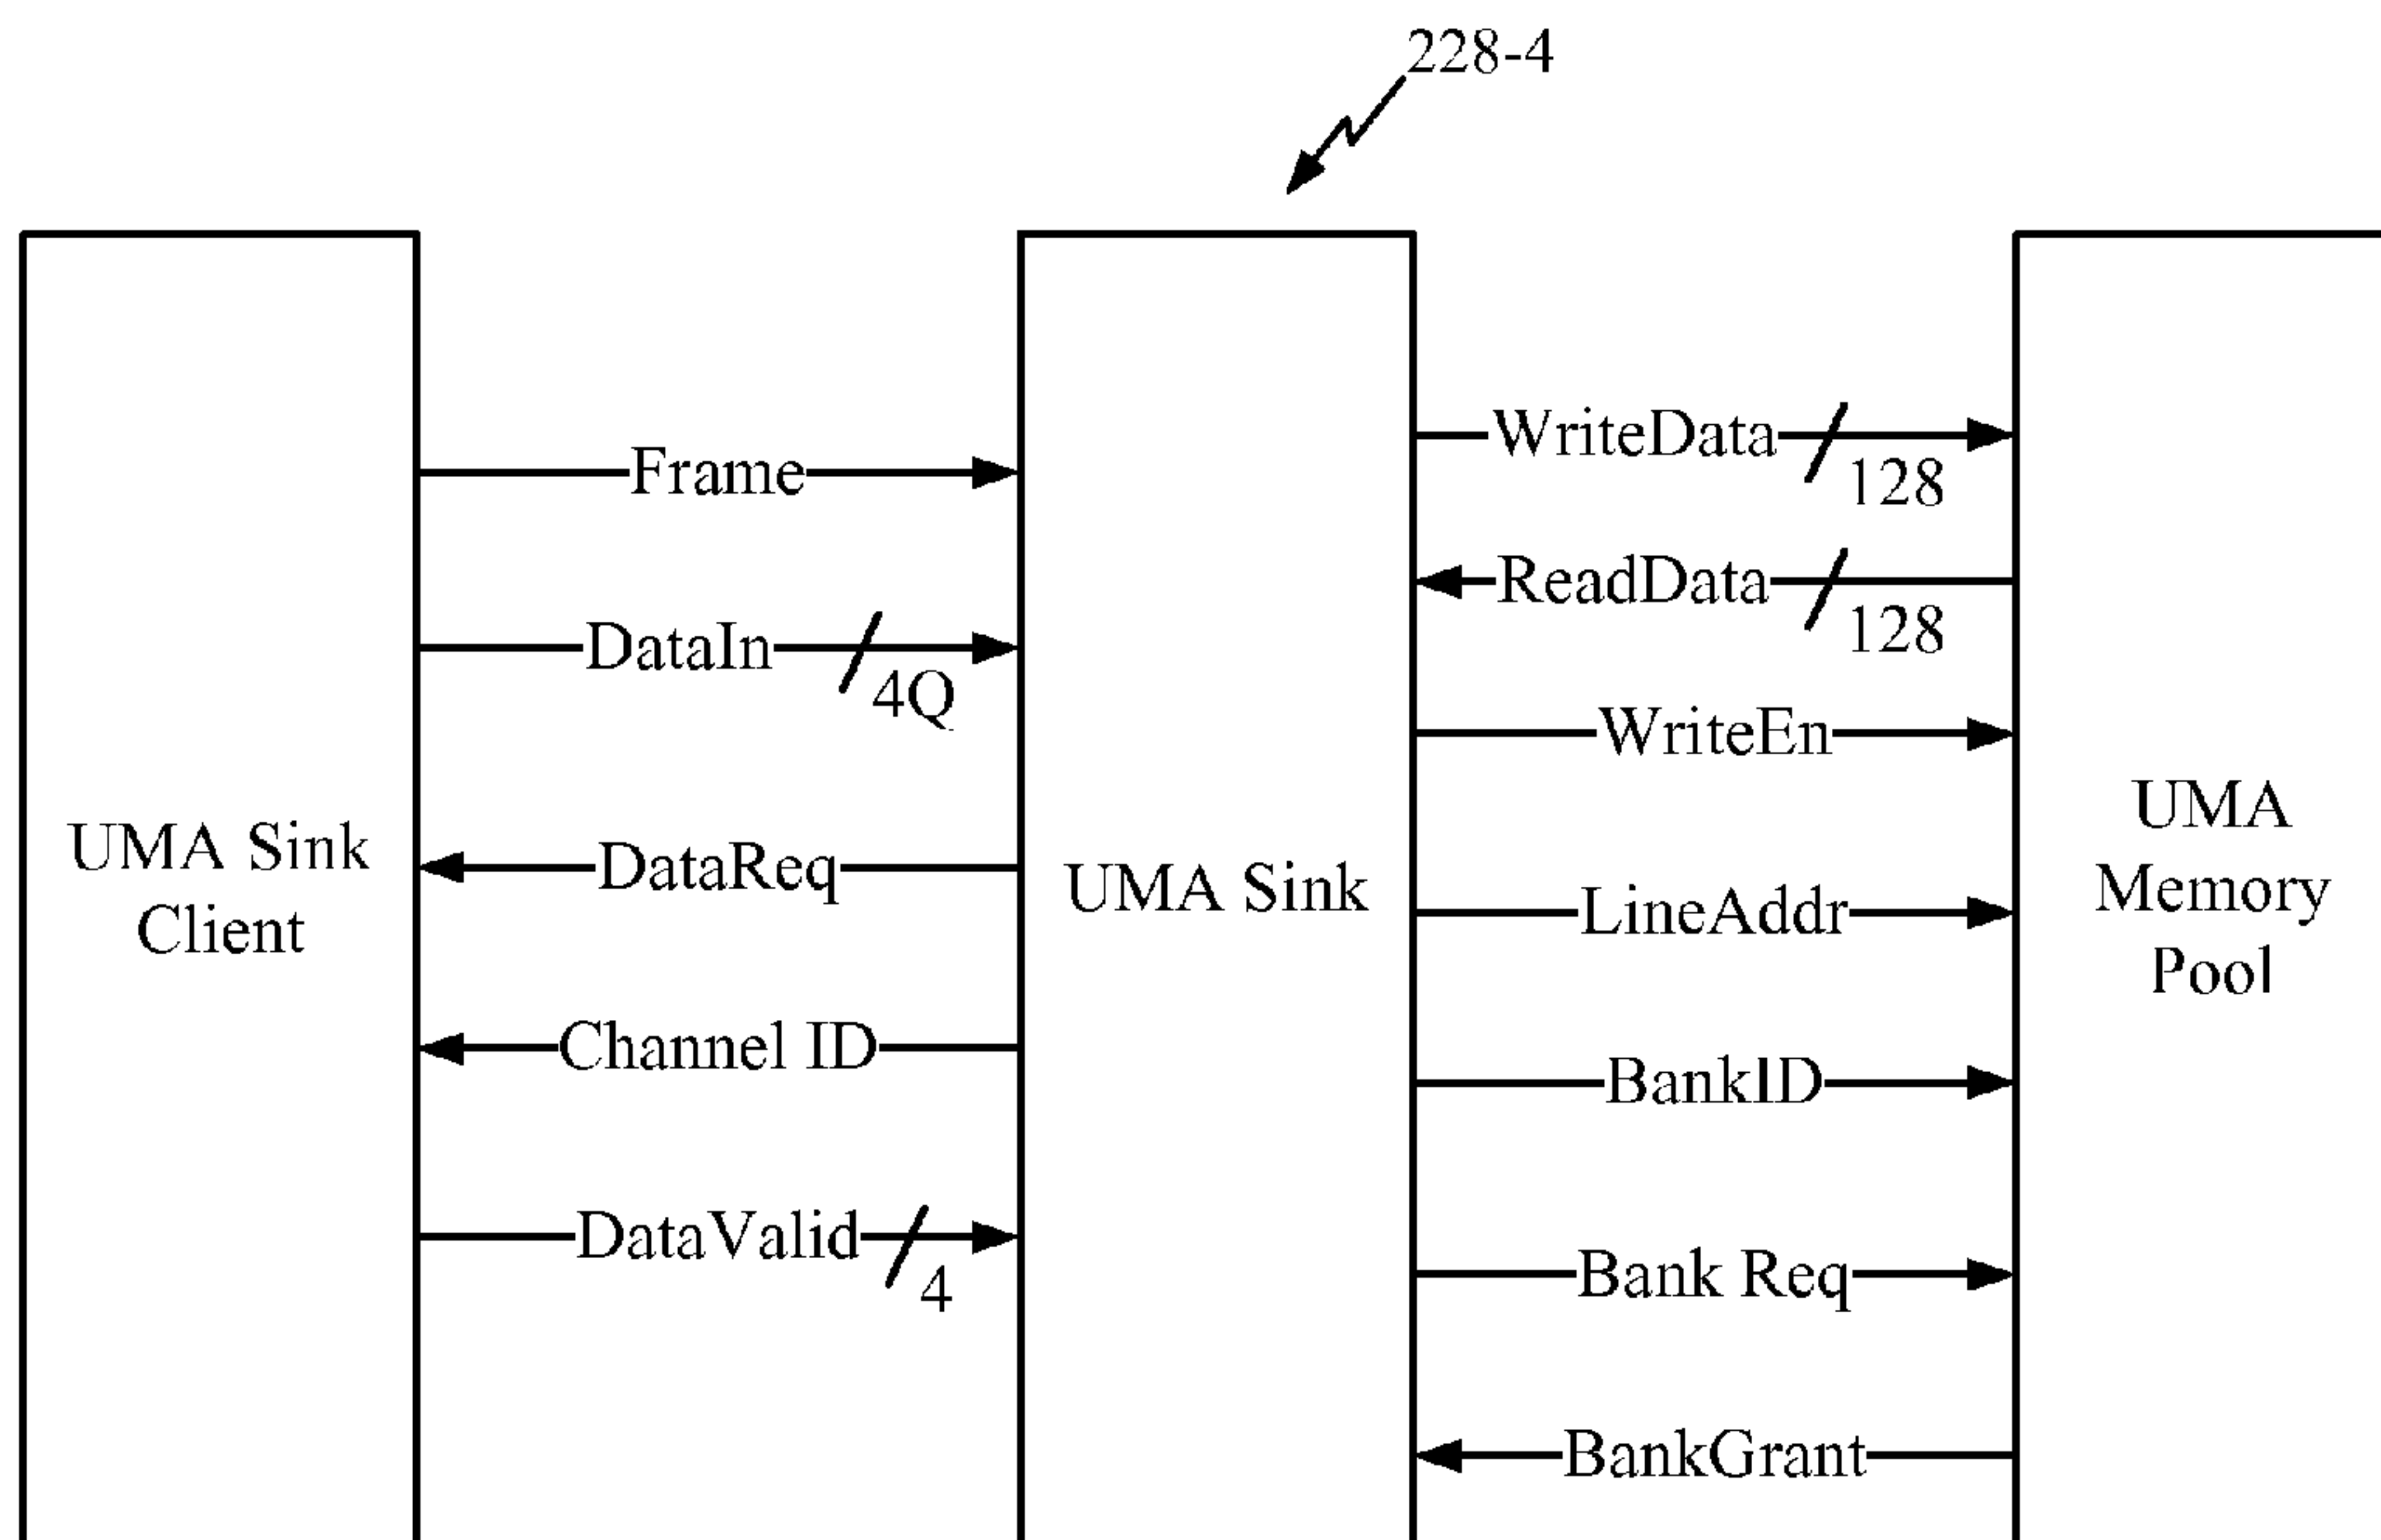 228-4
UMA Sink
Client
Frame
DataIn
4Q
DataReq
Channel ID
DataValid
4
UMA Sink
WriteData
128
ReadData
128
WriteEn
LineAddr
BankID
Bank Req
BankGrant
UMA
Memory
Pool